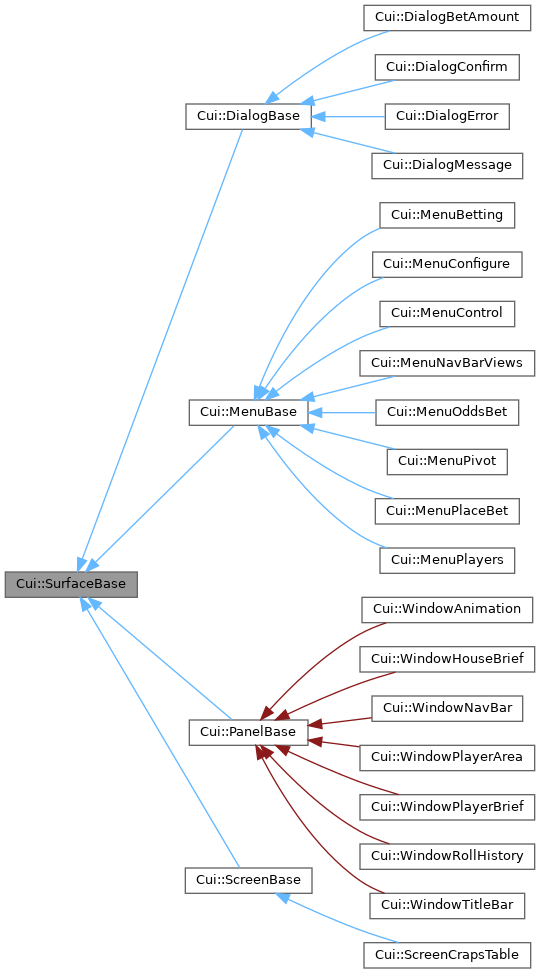 Cui::DialogBetAmount
Cui::DialogConfirm
Cui::DialogBase
Cui::DialogError
Cui::DialogMessage
Cui::MenuBetting
Cui::MenuConfigure
Cui::MenuControl
Cui::MenuNavBarViews
Cui::MenuBase
Cui::MenuOddsBet
Cui::MenuPivot
Cui::MenuPlaceBet
Cui::MenuPlayers
Cui::SurfaceBase
Cui::WindowAnimation
Cui::WindowHouseBrief
Cui::WindowNavBar
Cui::PanelBase
Cui::WindowPlayerArea
Cui::WindowPlayerBrief
Cui::WindowRollHistory
Cui::ScreenBase
Cui::WindowTitleBar
Cui::ScreenCrapsTable